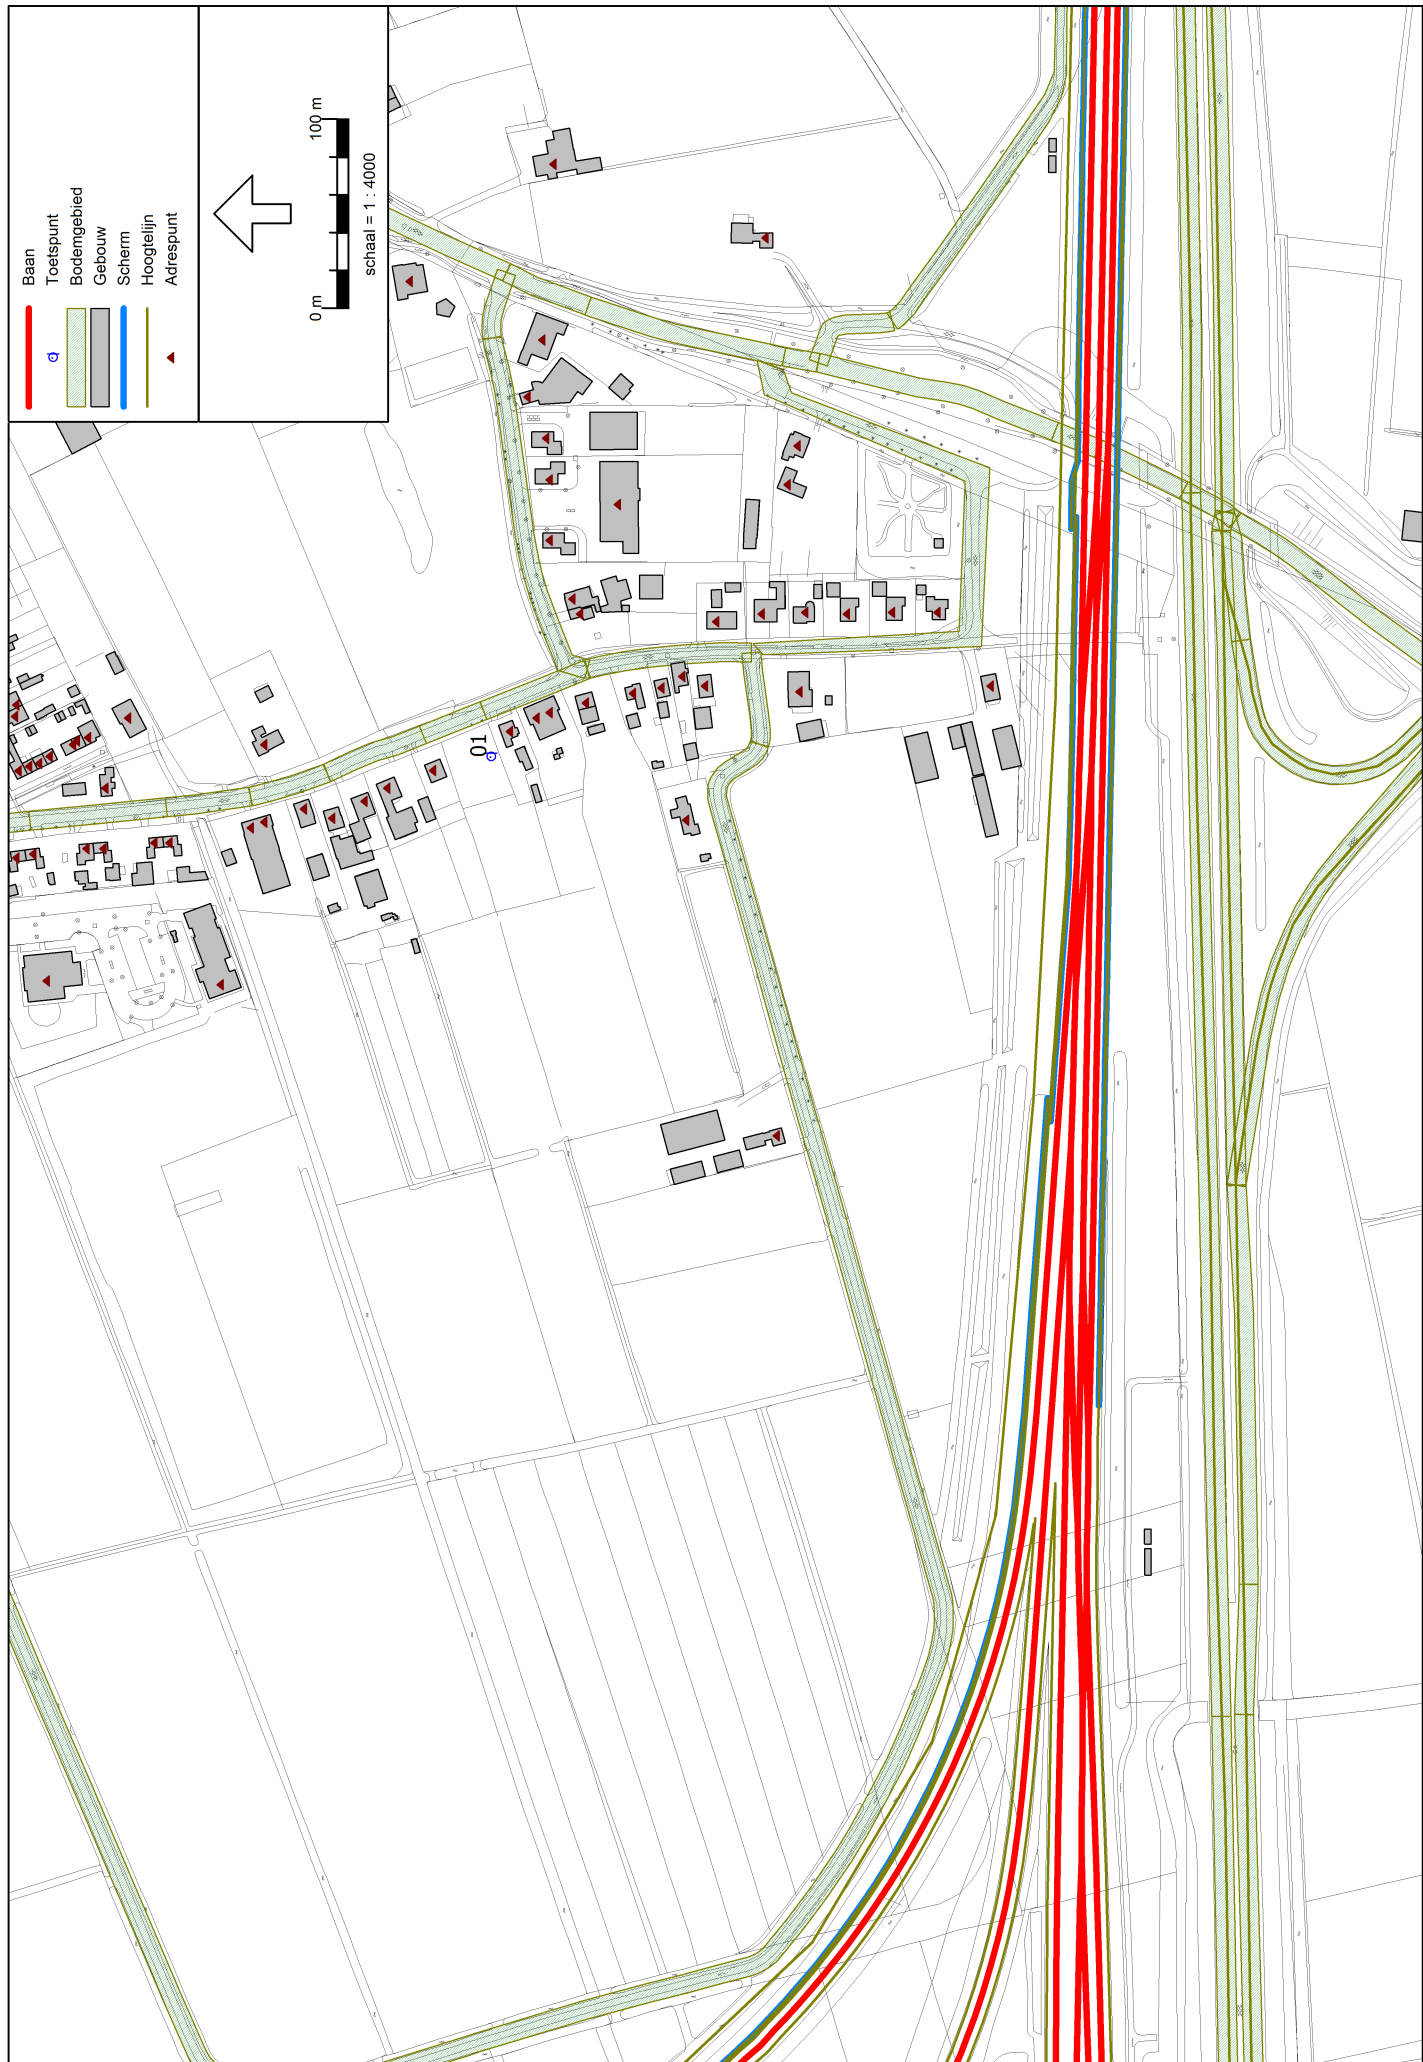 Baan
Toetspunt
Bodemgebied
Gebouw
Scherm
Hoogtelijn
Adrespunt
0 m
100 m
schaal = 1 : 4000
01